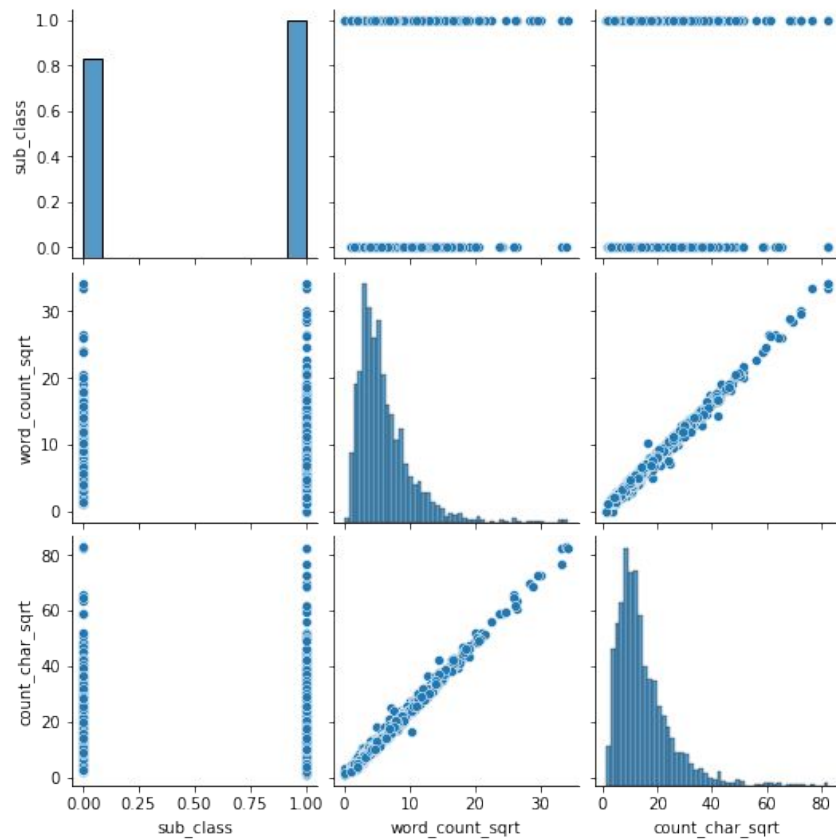 1.0
0.8
0.6
0.4
0.2
0.0
sub_class
30
20
10
0
word_count_sqrt
80
60
40
20
0
count_char_sqrt
0.00 0.25 0.50 0.75 1.00
0 10 20 30
0 20 40 60 80
sub_class word_count_sqrt count_char_sqrt